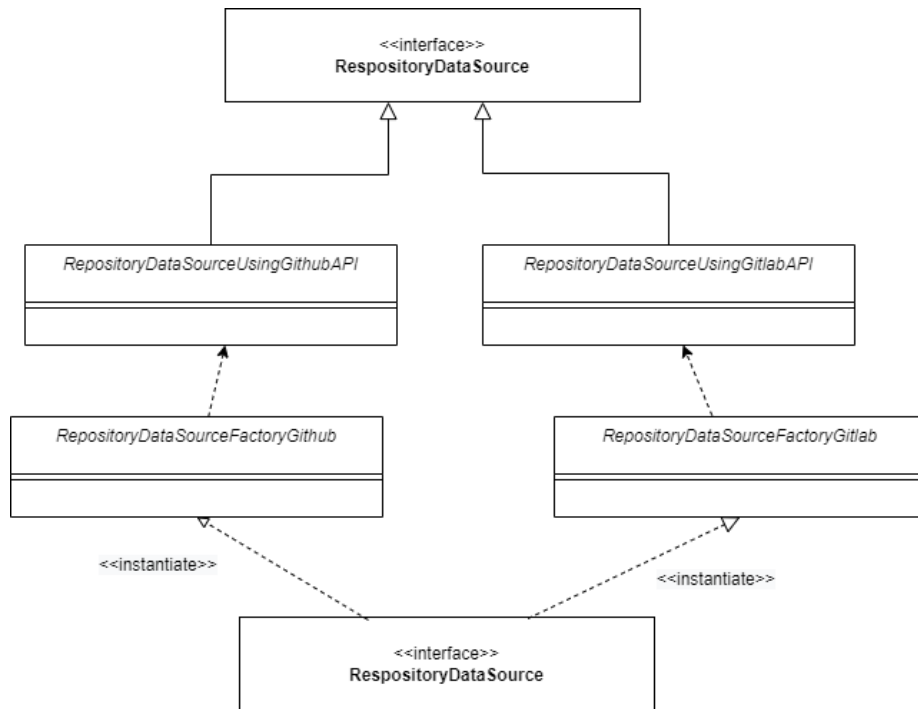 <<interface>>
RespositoryDataSource
RepositoryDataSourceUsingGithubAPI
RepositoryDataSourceUsingGitlabAPI
RepositoryDataSourceFactoryGithub
RepositoryDataSourceFactoryGitlab
<<instantiate>>
<<instantiate>>
<<interface>>
RespositoryDataSource